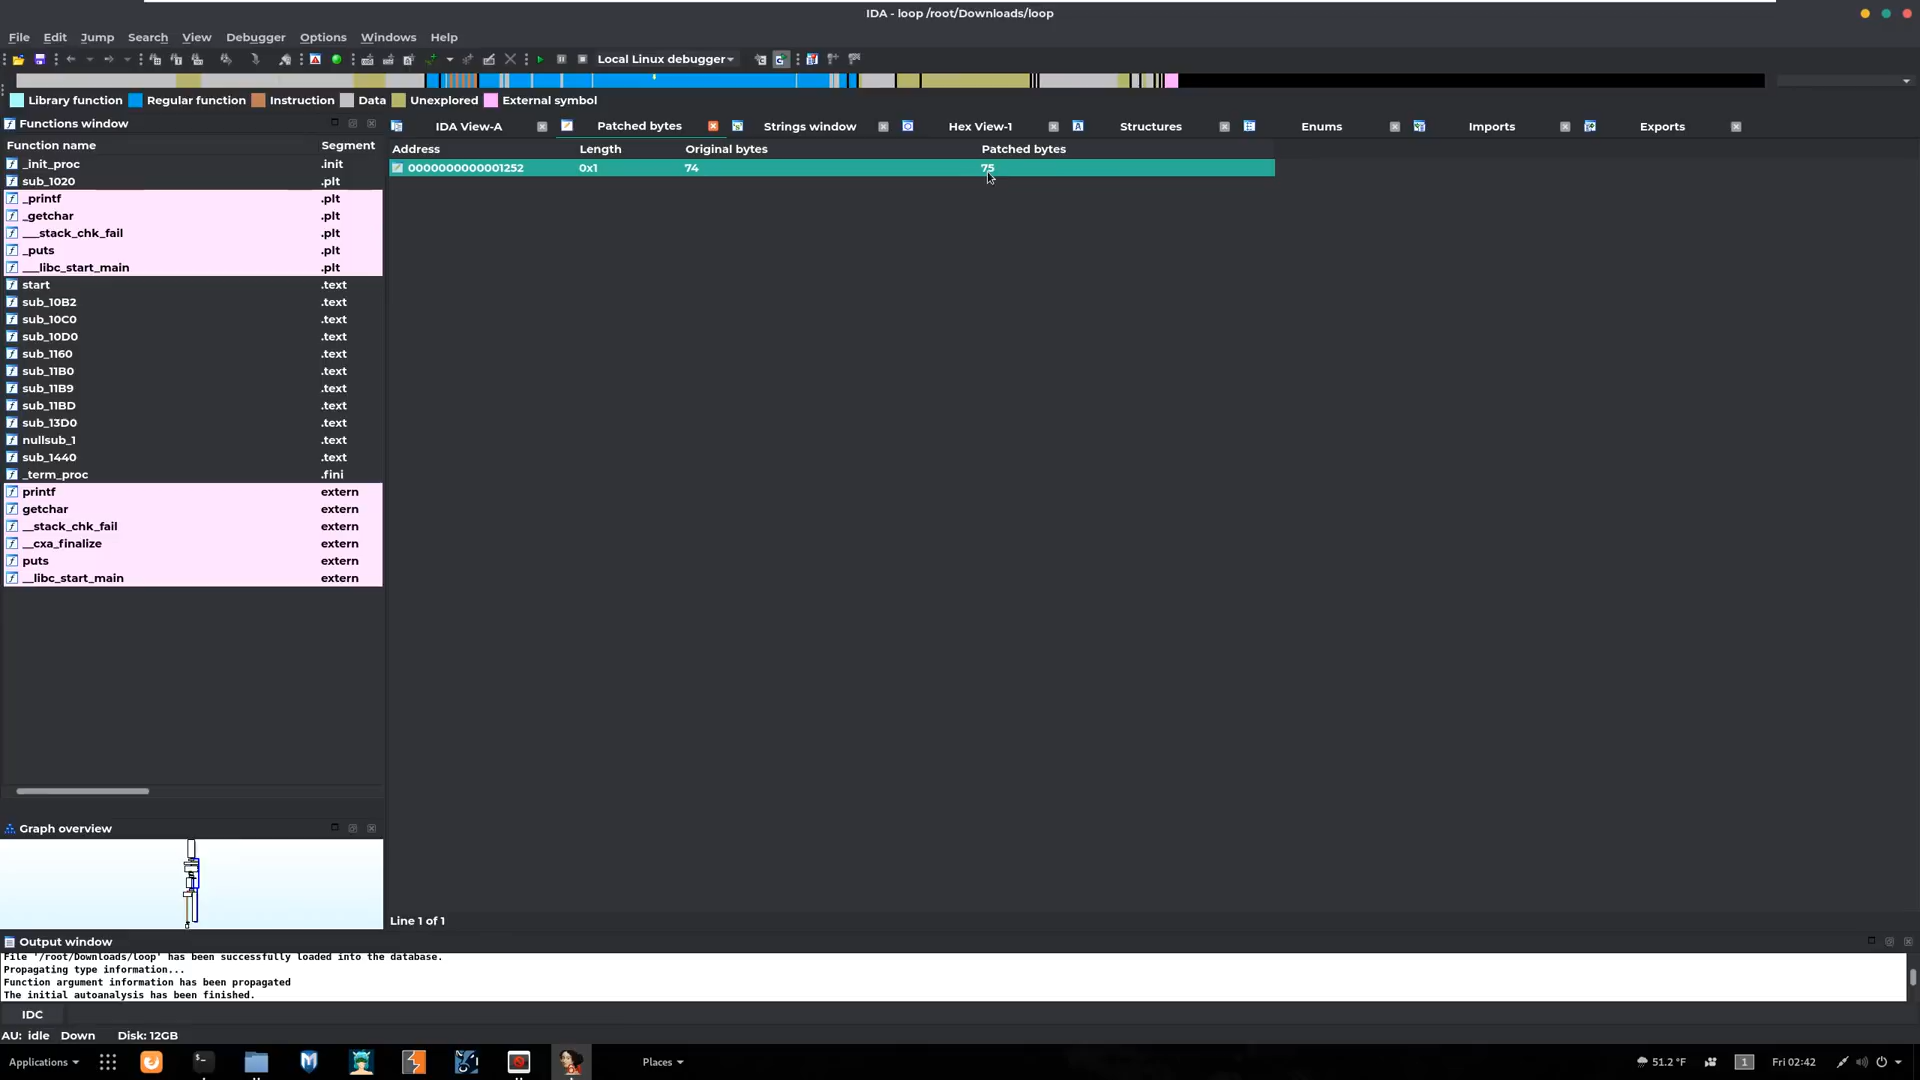 IDA - loop /root/Downloads/loop
File Edit Jump Search View Debugger Options Windows Help
Local Linux debugger
Library function Regular function Instruction Data Unexplored External symbol
Functions window
IDA View-A Patched bytes Strings window Hex View-1 Structures Enums Imports Exports
Function name Segment
Address Length Original bytes Patched bytes
0000000000001252 0x1 74 75
_init_proc .init
sub_1020 .plt
_printf .plt
_getchar .plt
___stack_chk_fail .plt
_puts .plt
___libc_start_main .plt
start .text
sub_10B2 .text
sub_10C0 .text
sub_10D0 .text
sub_1160 .text
sub_11B0 .text
sub_11B9 .text
sub_11BD .text
sub_13D0 .text
nullsub_1 .text
sub_1440 .text
_term_proc .fini
printf extern
getchar extern
__stack_chk_fail extern
__cxa_finalize extern
puts extern
__libc_start_main extern
Graph overview
Line 1 of 1
Output window
File '/root/Downloads/loop' has been successfully loaded into the database.
Propagating type information...
Function argument information has been propagated
The initial autoanalysis has been finished.
IDC
AU: idle Down Disk: 12GB
Applications Places 51.2 °F 1 Fri 02:42